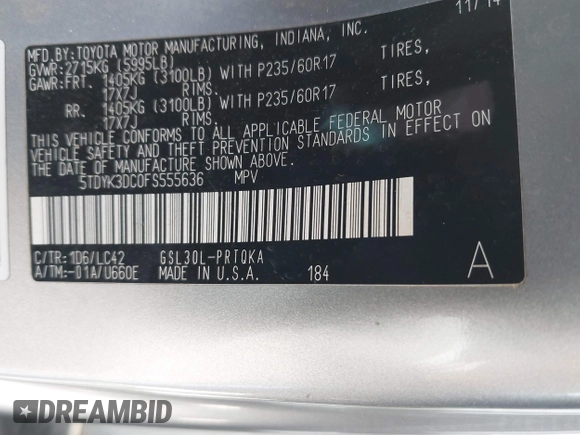 11/14
MFD.BY:TOYOTA MOTOR MANUFACTURING, INDIANA, INC.
GVWR:2715KG (5995LB)
GAWR:FRT. 1405KG (3100LB) WITH P235/60R17 TIRES,
17X7J RIMS.
RR. 1405KG (3100LB) WITH P235/60R17 TIRES,
17X7J RIMS.
THIS VEHICLE CONFORMS TO ALL APPLICABLE FEDERAL MOTOR
VEHICLE SAFETY AND THEFT PREVENTION STANDARDS IN EFFECT ON
THE DATE OF MANUFACTURE SHOWN ABOVE.
5TDYK3DC0FS555636 MPV
C/TR:1D6/LC42 GSL30L-PRTQKA
A/TM:-01A/U660E MADE IN U.S.A. 184 A
DREAMBID